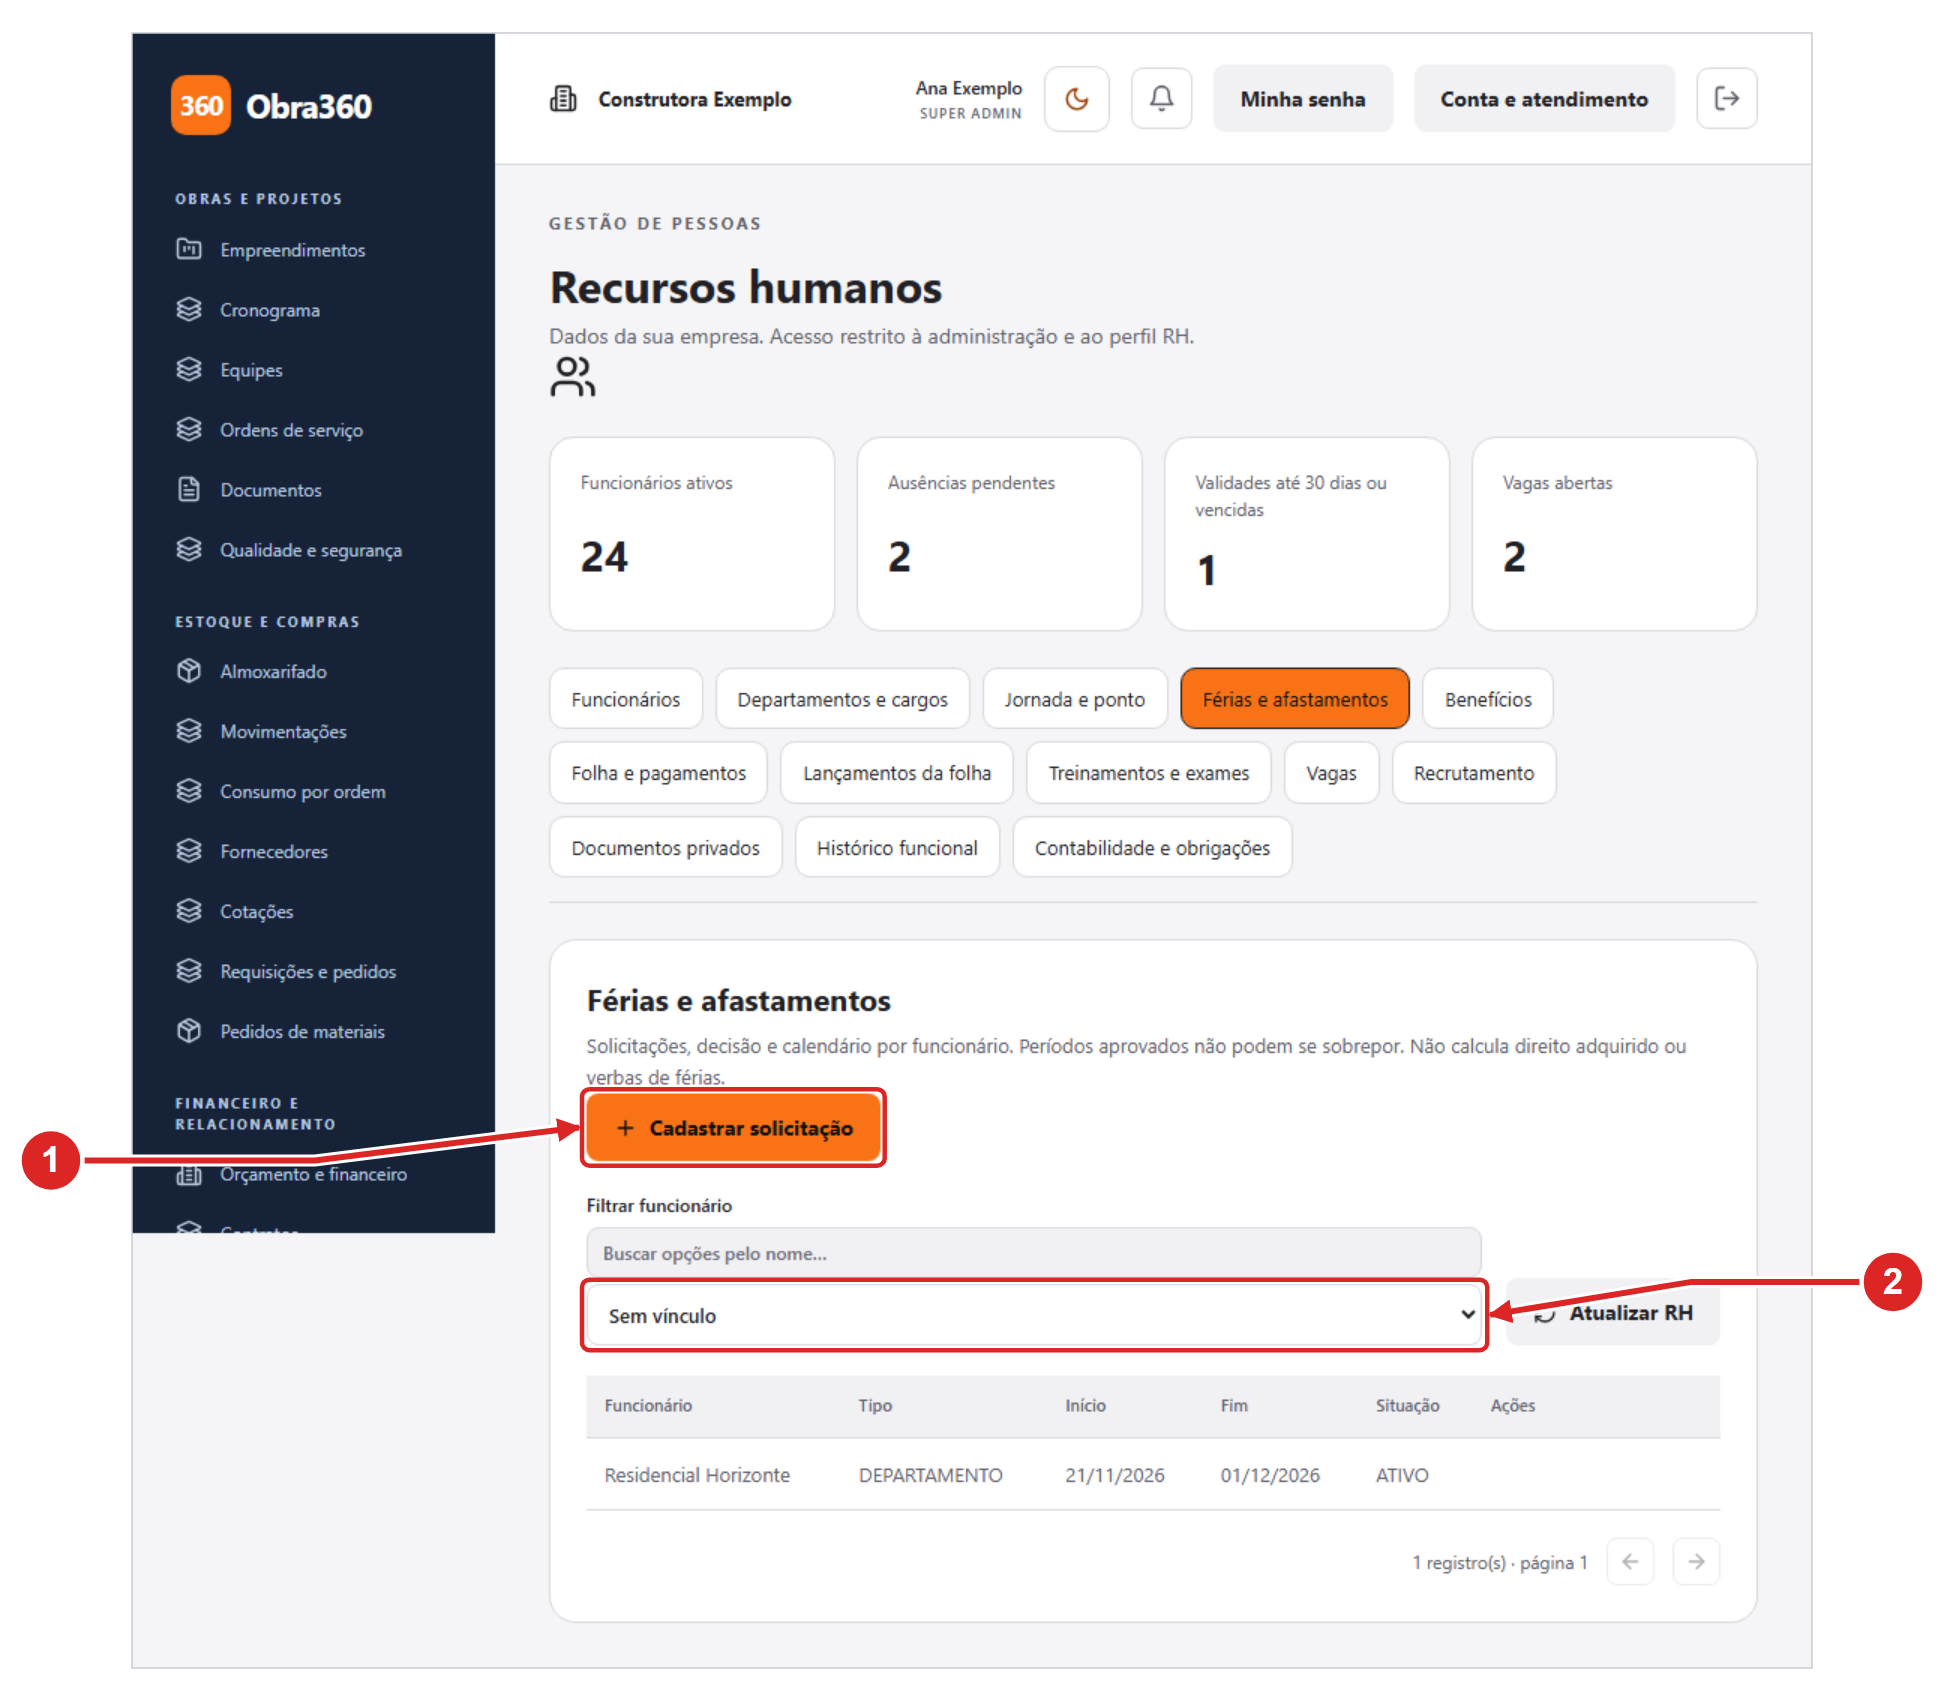 360 Obra360
OBRAS E PROJETOS
Empreendimentos
Cronograma
Equipes
Ordens de serviço
Documentos
Qualidade e segurança
ESTOQUE E COMPRAS
Almoxarifado
Movimentações
Consumo por ordem
Fornecedores
Cotações
Requisições e pedidos
Pedidos de materiais
FINANCEIRO E
RELACIONAMENTO
Orçamento e financeiro
Construtora Exemplo
Ana Exemplo
SUPER ADMIN
Minha senha
Conta e atendimento
GESTÃO DE PESSOAS
Recursos humanos
Dados da sua empresa. Acesso restrito à administração e ao perfil RH.
Funcionários ativos
24
Ausências pendentes
2
Validades até 30 dias ou
vencidas
1
Vagas abertas
2
Funcionários Departamentos e cargos Jornada e ponto Férias e afastamentos Benefícios
Folha e pagamentos Lançamentos da folha Treinamentos e exames Vagas Recrutamento
Documentos privados Histórico funcional Contabilidade e obrigações
Férias e afastamentos
Solicitações, decisão e calendário por funcionário. Períodos aprovados não podem se sobrepor. Não calcula direito adquirido ou
verbas de férias.
1
+ Cadastrar solicitação
Filtrar funcionário
Buscar opções pelo nome...
Sem vínculo
Atualizar RH
2
Funcionário Tipo Início Fim Situação Ações
Residencial Horizonte DEPARTAMENTO 21/11/2026 01/12/2026 ATIVO
1 registro(s) · página 1